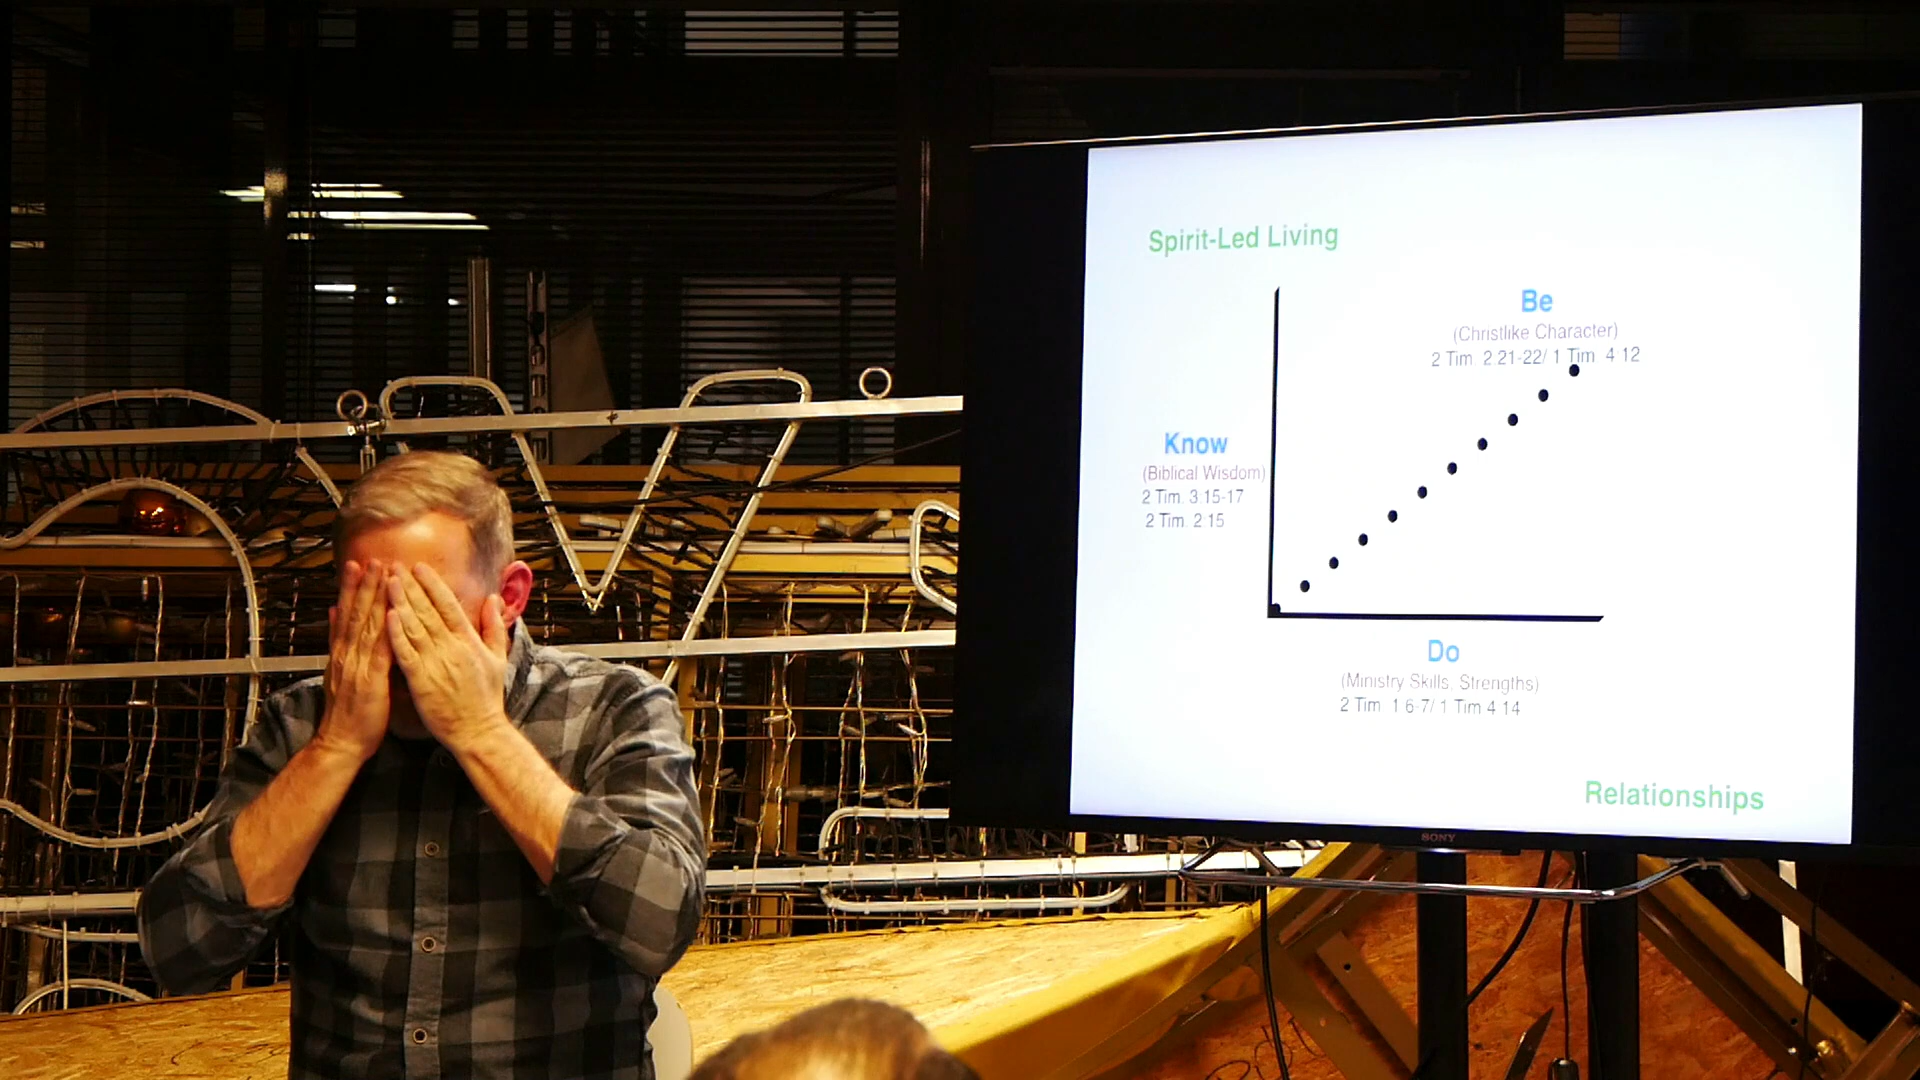 Spirit-Led Living
Be
(Christlike Character)
2 Tim. 2:21-22/ 1 Tim. 4:12
Know
(Biblical Wisdom)
2 Tim. 3:15-17
2 Tim. 2:15
Do
(Ministry Skills, Strengths)
2 Tim. 1:6-7/ 1 Tim 4:14
Relationships
SONY